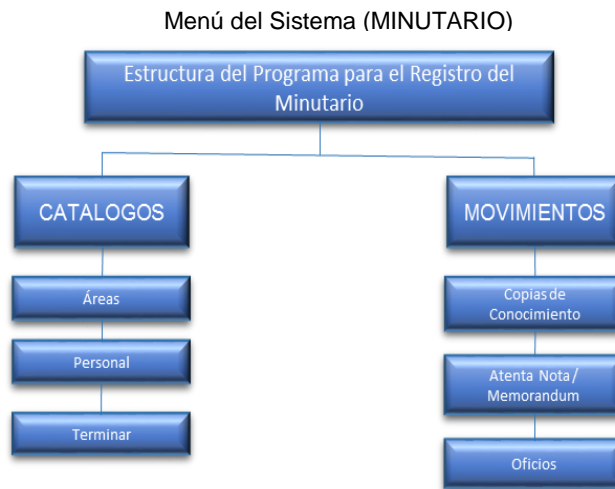 Menú del Sistema (MINUTARIO)
Estructura del Programa para el Registro del
Minutario
CATALOGOS
Áreas
Personal
Terminar
MOVIMIENTOS
Copias de
Conocimiento
Atenta Nota /
Memorandum
Oficios